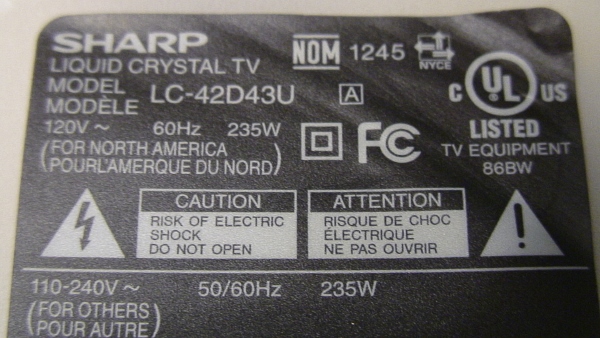 SHARP
LIQUID CRYSTAL TV
MODEL
MODÈLE LC-42D43U A
NOM 1245 NYCE
C UL US
LISTED
TV EQUIPMENT
86BW
120V ~ 60Hz 235W
(FOR NORTH AMERICA
POUR L'AMERQUE DU NORD)
FC
CAUTION
RISK OF ELECTRIC
SHOCK
DO NOT OPEN
ATTENTION
RISQUE DE CHOC
ÉLECTRIQUE
NE PAS OUVRIR
110-240V ~ 50/60Hz 235W
(FOR OTHERS
POUR AUTRE)